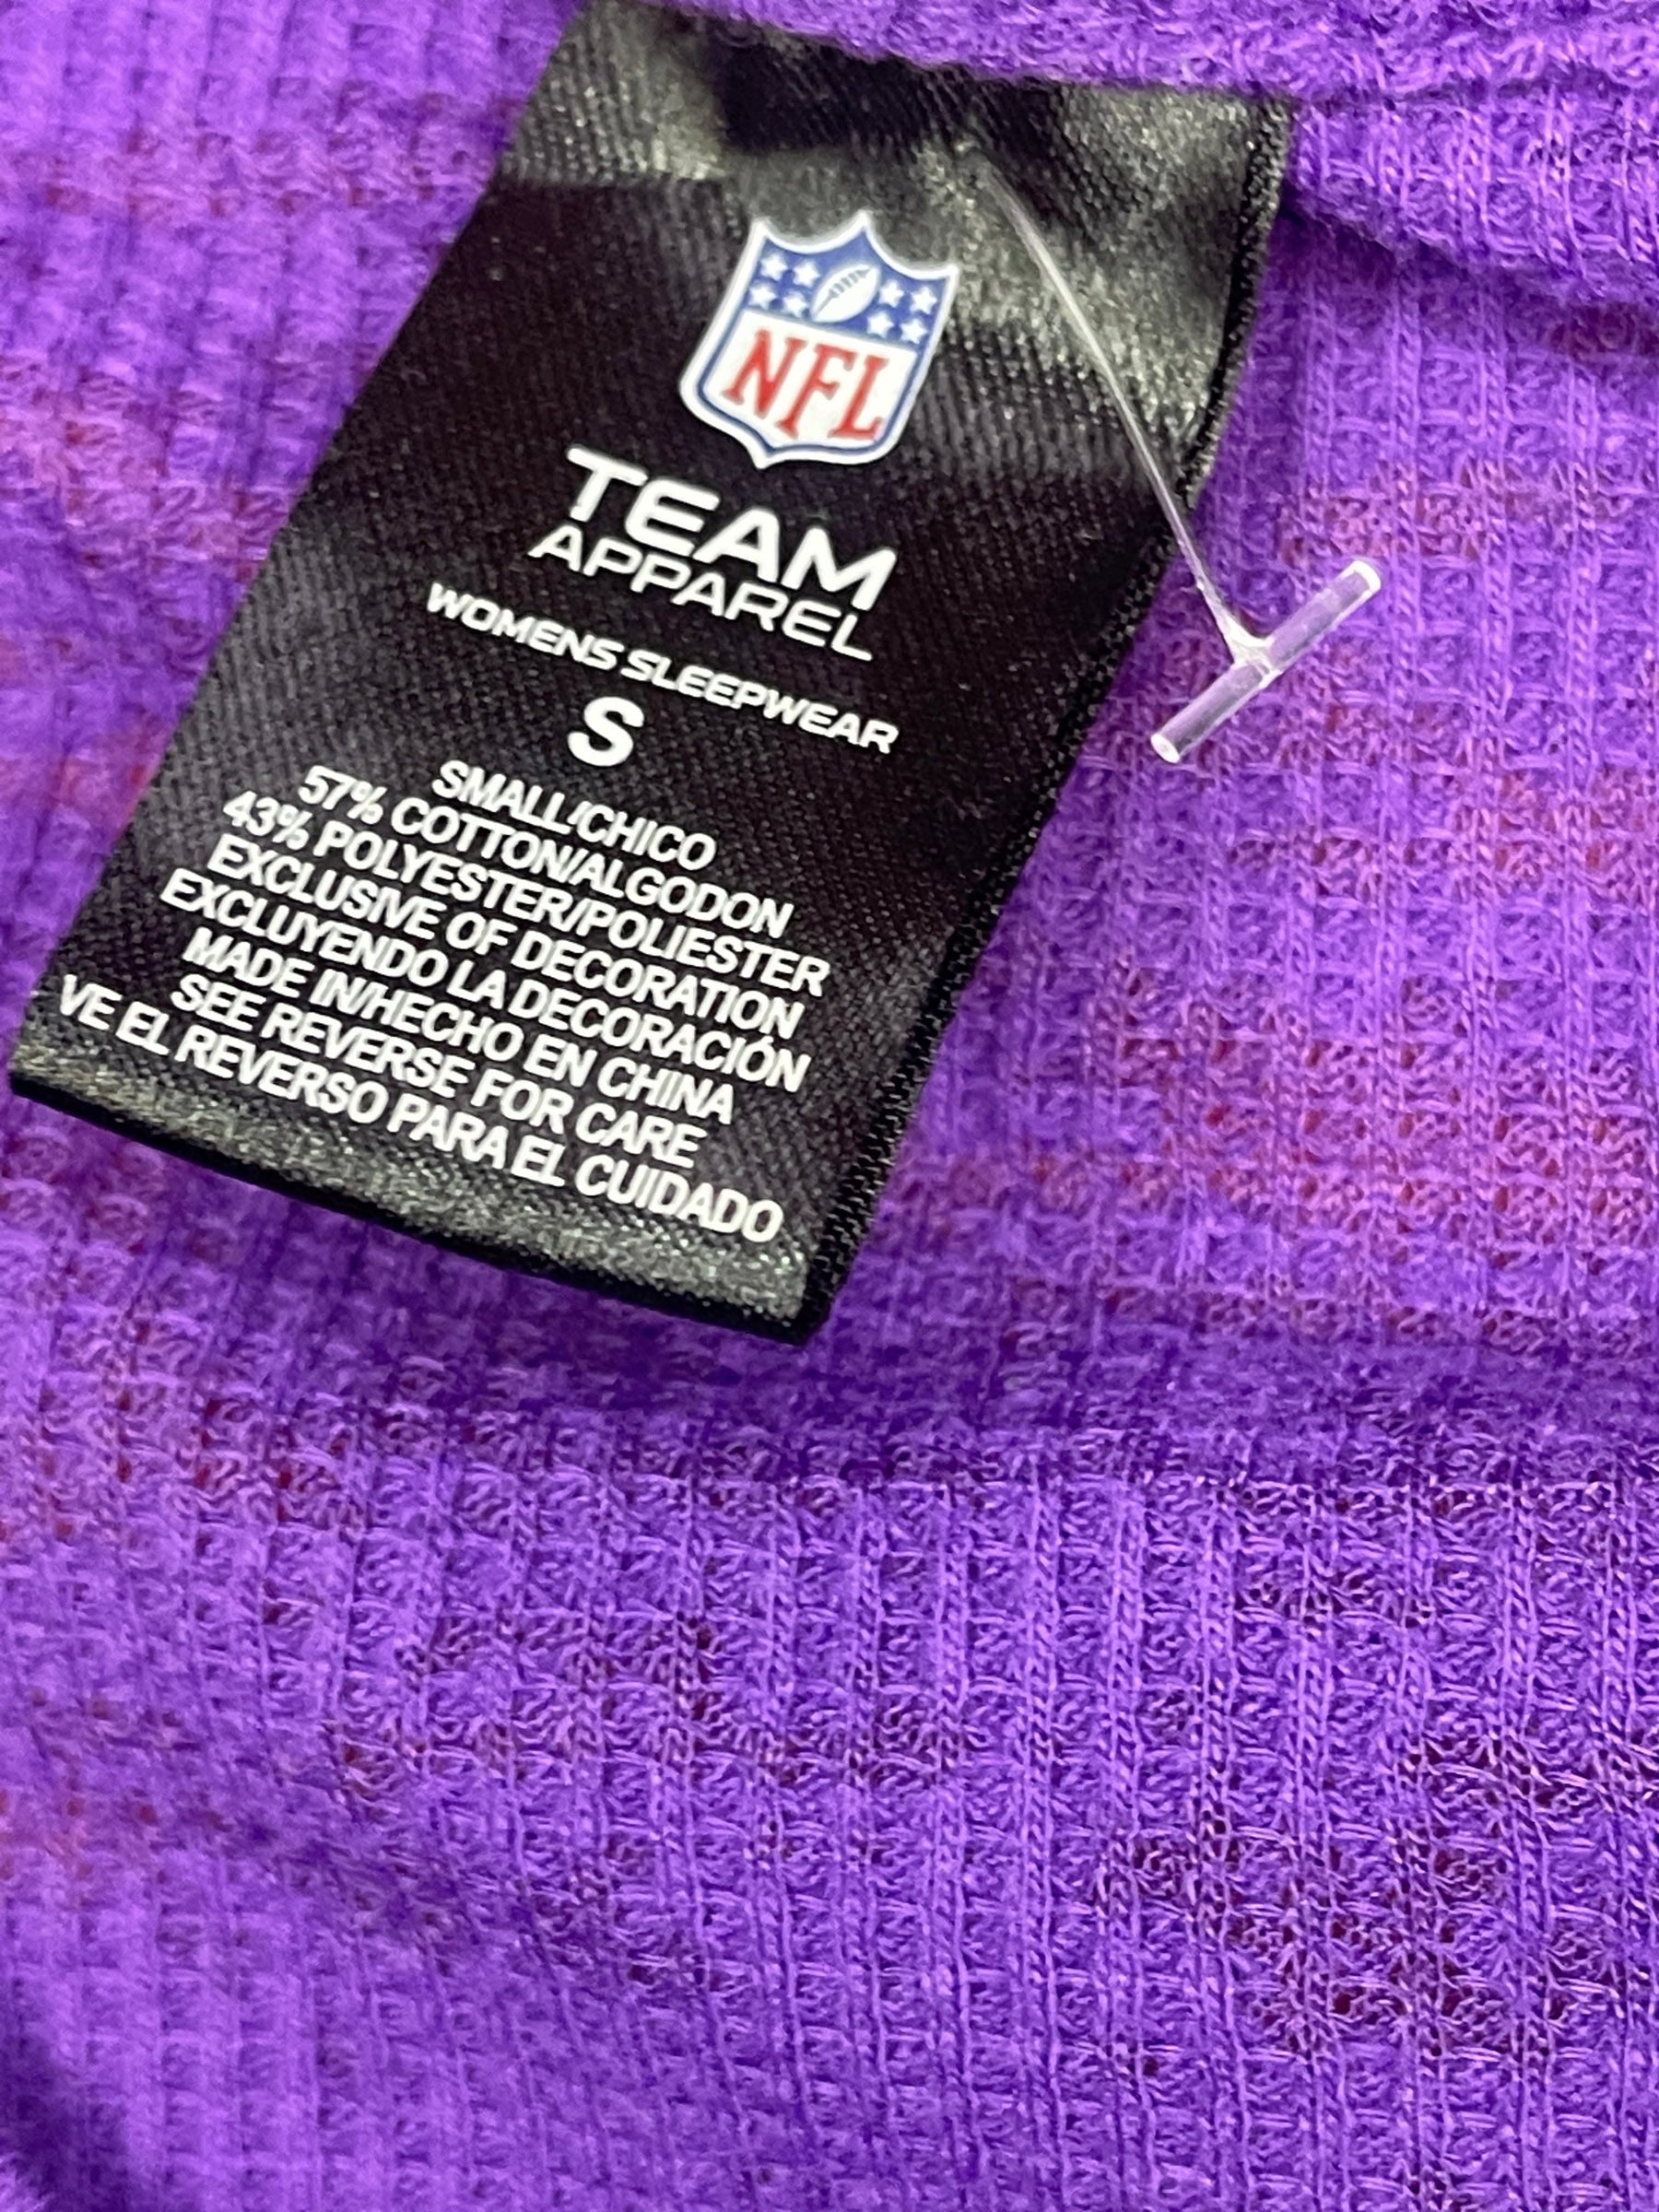 NFL
TEAM
APPAREL
WOMENS SLEEPWEAR
S
SMALL/CHICO
57% COTTON/ALGODON
43% POLYESTER/POLIESTER
EXCLUSIVE OF DECORATION
EXCLUYENDO LA DECORACIÓN
MADE IN/HECHO EN CHINA
SEE REVERSE FOR CARE
VE EL REVERSO PARA EL CUIDADO